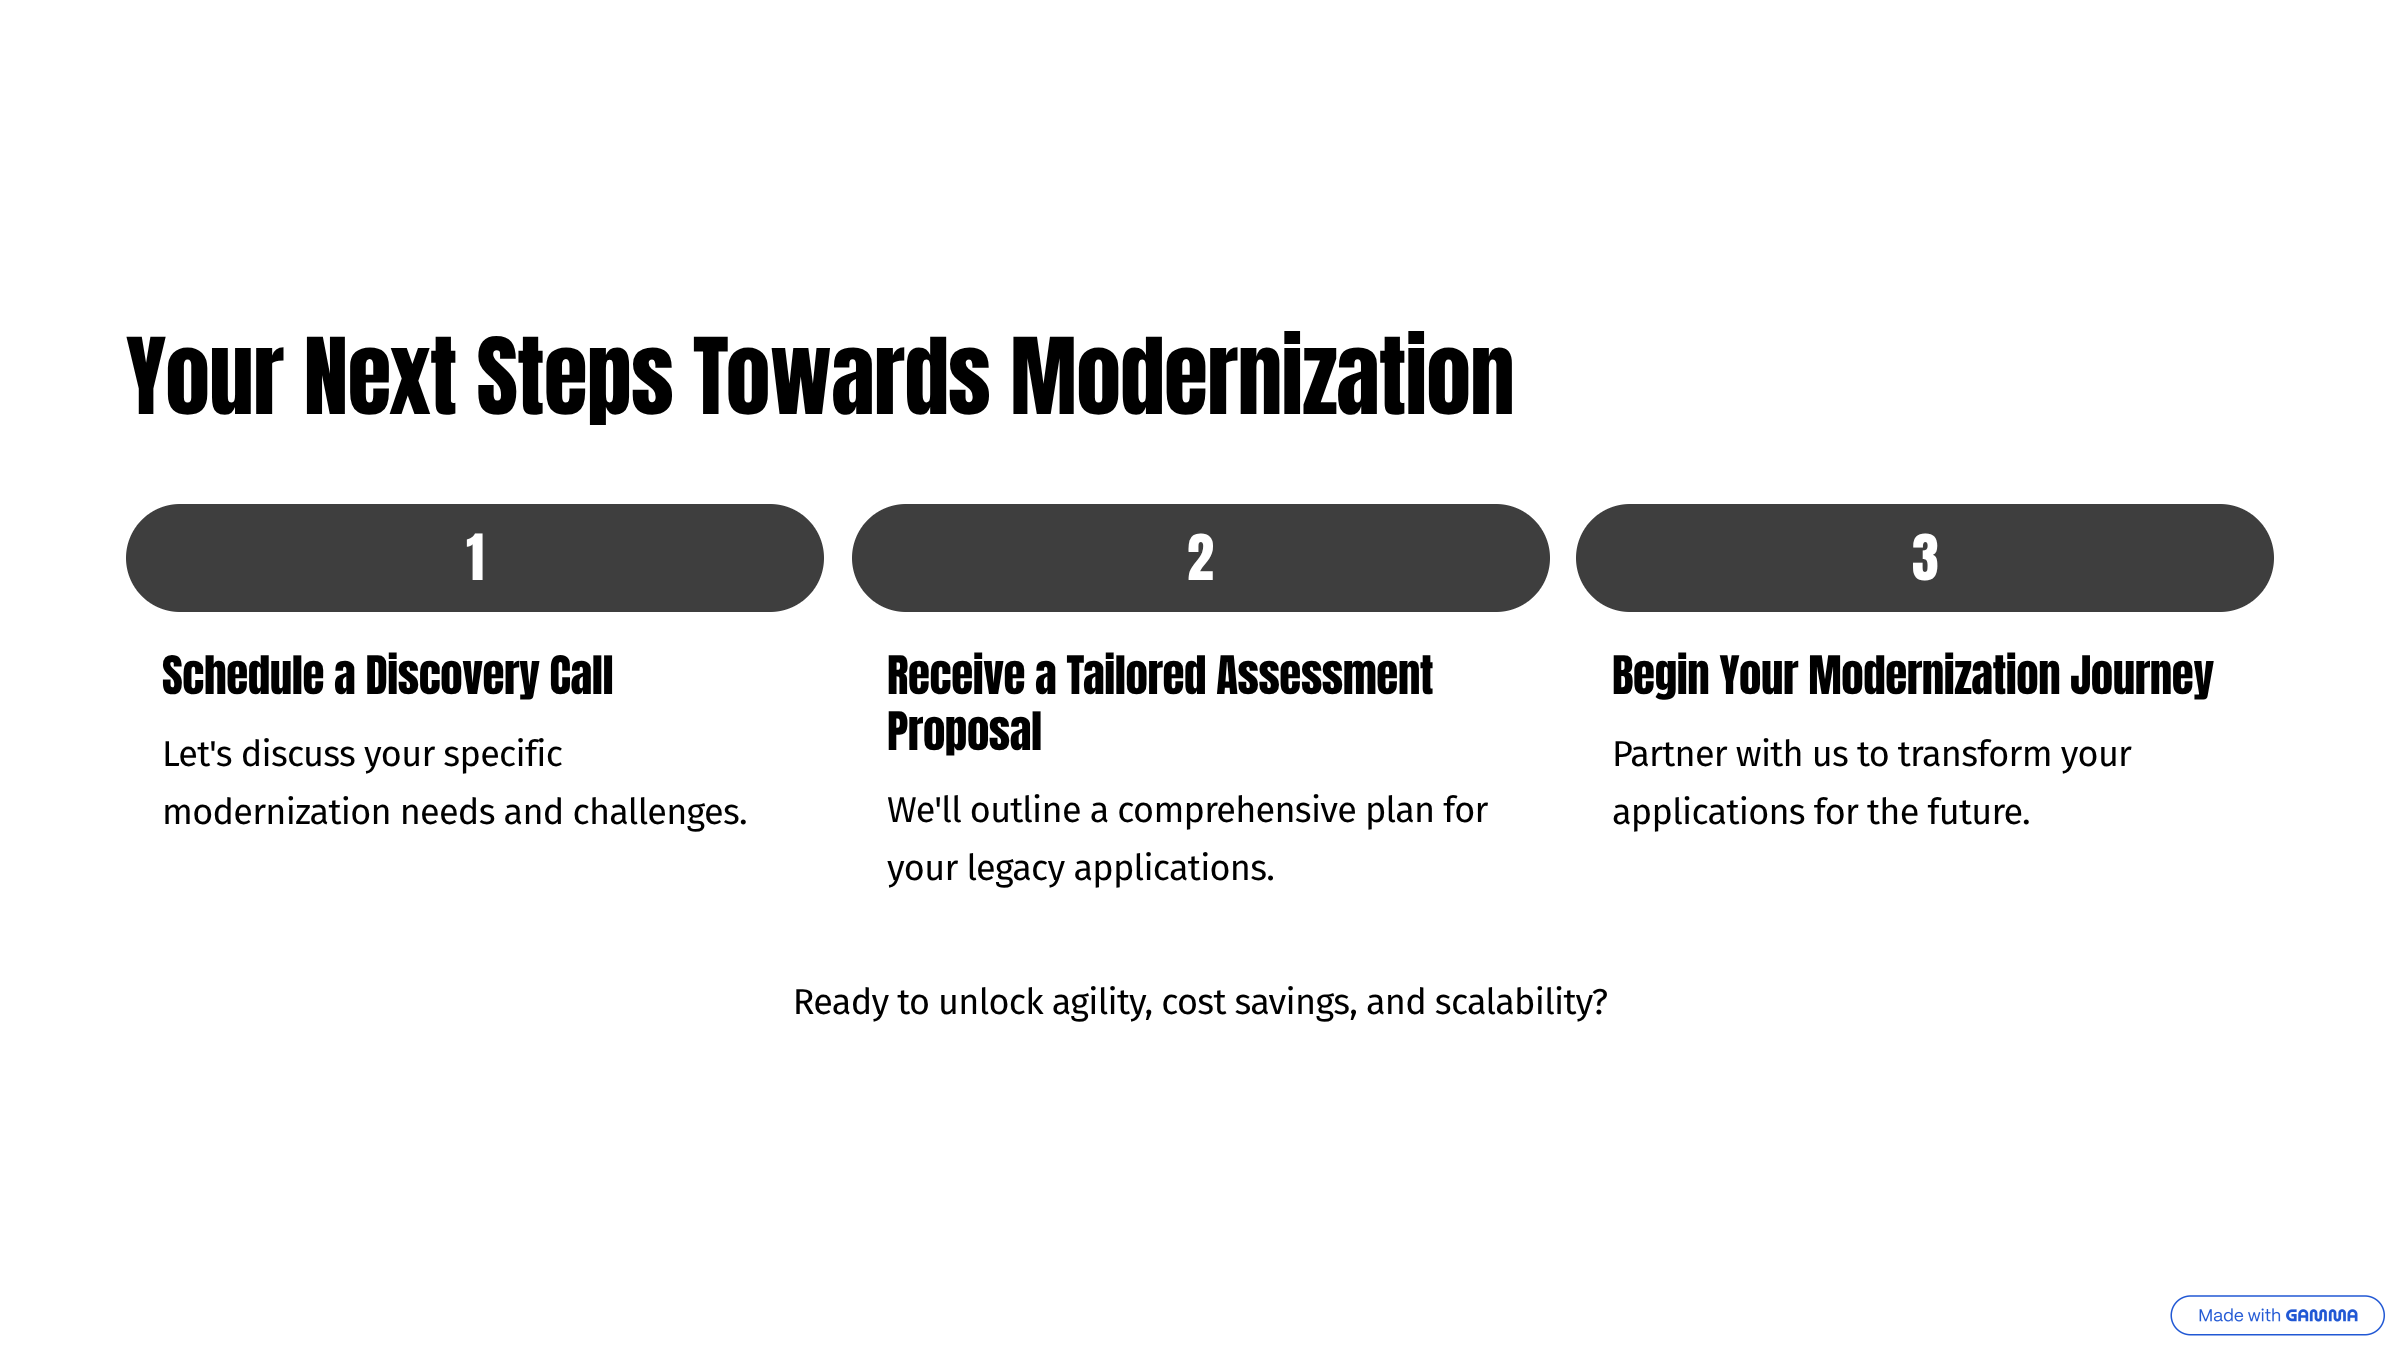 Your Next Steps Towards Modernization
1
Schedule a Discovery Call
Let's discuss your specific
modernization needs and challenges.
2
Receive a Tailored Assessment
Proposal
We'll outline a comprehensive plan for
your legacy applications.
3
Begin Your Modernization Journey
Partner with us to transform your
applications for the future.
Ready to unlock agility, cost savings, and scalability?
Made with GAMMA